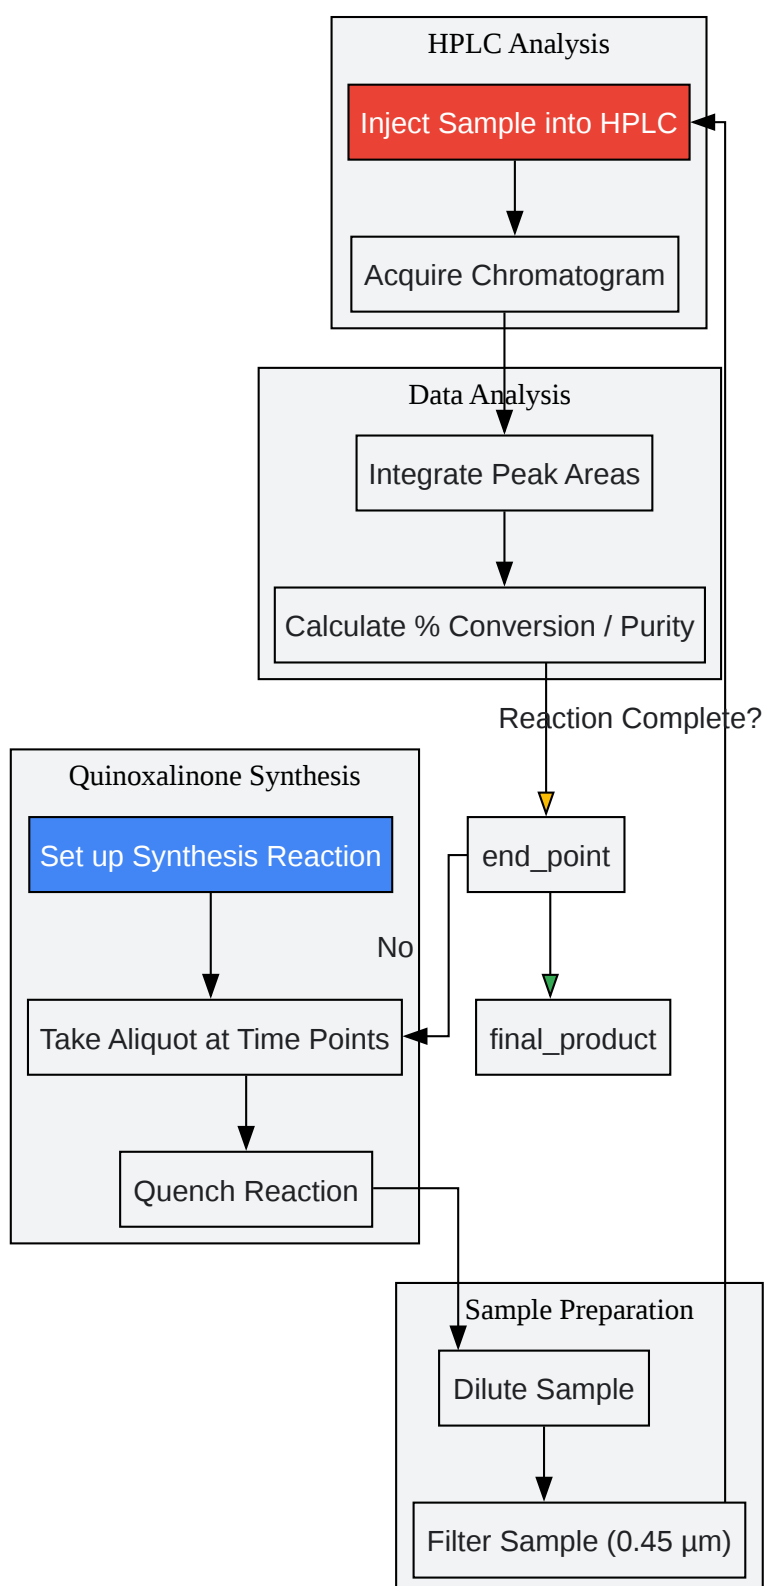 HPLC Analysis
Inject Sample into HPLC
Acquire Chromatogram
Data Analysis
Integrate Peak Areas
Calculate % Conversion / Purity
Reaction Complete?
Quinoxalinone Synthesis
Set up Synthesis Reaction
end_point
No
Take Aliquot at Time Points
final_product
Quench Reaction
Sample Preparation
Dilute Sample
Filter Sample (0.45 µm)